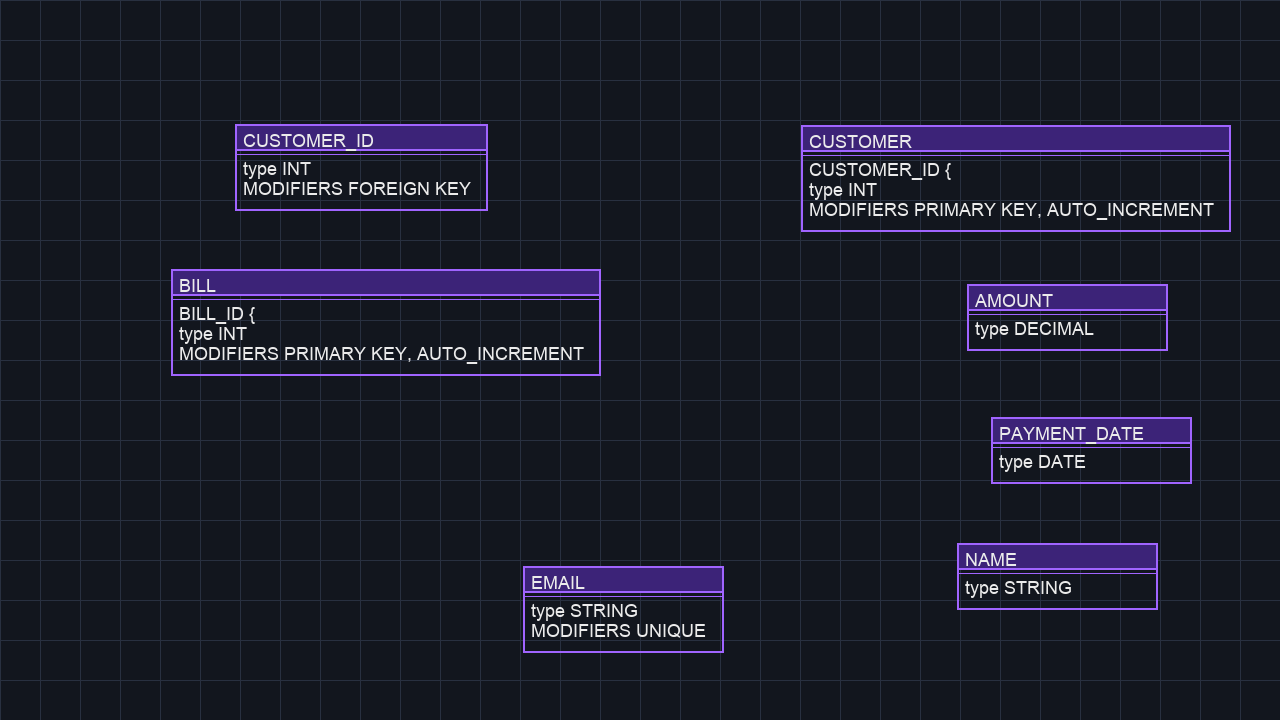 CUSTOMER_ID
type INT
MODIFIERS FOREIGN KEY
CUSTOMER
CUSTOMER_ID {
type INT
MODIFIERS PRIMARY KEY, AUTO_INCREMENT
BILL
BILL_ID {
type INT
MODIFIERS PRIMARY KEY, AUTO_INCREMENT
AMOUNT
type DECIMAL
PAYMENT_DATE
type DATE
NAME
type STRING
EMAIL
type STRING
MODIFIERS UNIQUE